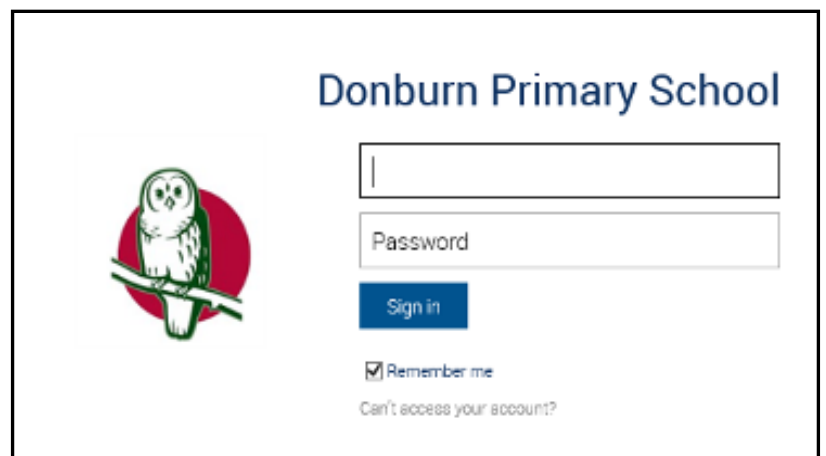 Donburn Primary School
Password
Sign in
Remember me
Can't access your account?